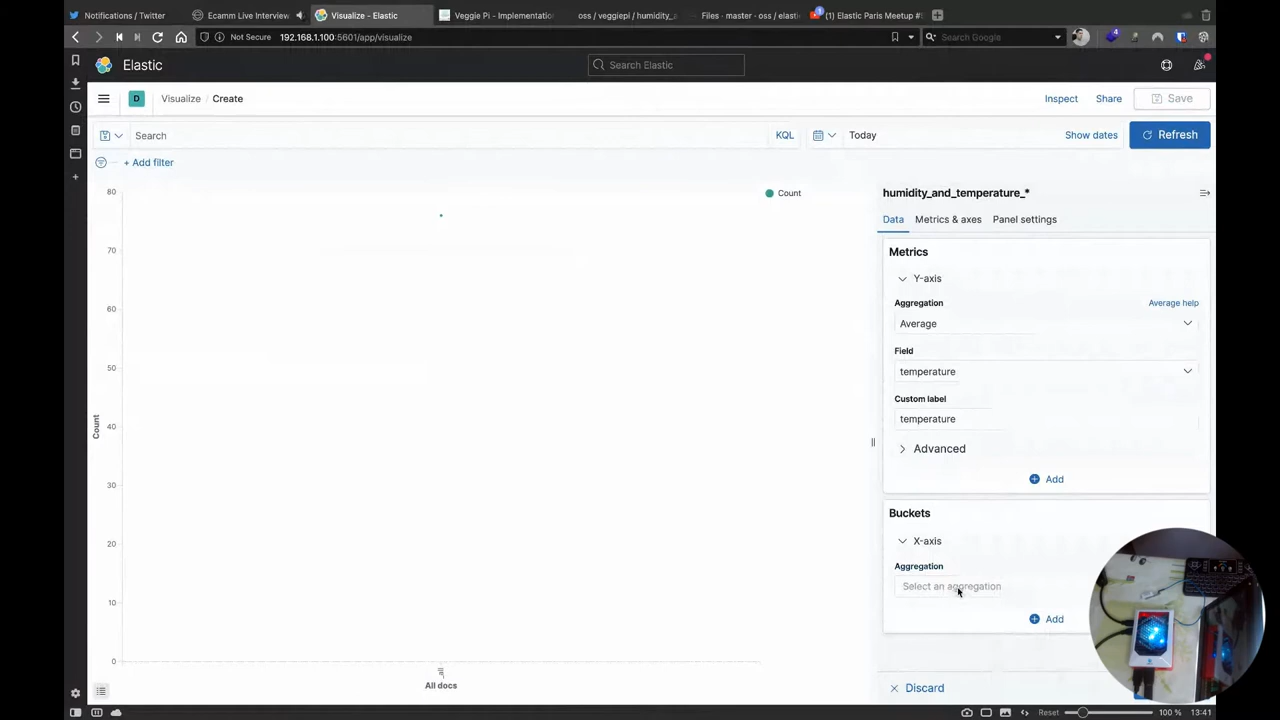 Notifications / Twitter
Ecamm Live Interview
Visualize - Elastic
Veggie Pi - Implementation
oss / veggiepi / humidity_a
Files · master · oss / elasti
(1) Elastic Paris Meetup #
Not Secure
192.168.1.100:5601/app/visualize
Search Google
Elastic
Search Elastic
D
Visualize / Create
Inspect
Share
Save
Search
KQL
Today
Show dates
Refresh
+ Add filter
80
70
60
50
40
30
20
10
0
Count
All docs
Count
humidity_and_temperature_*
Data
Metrics & axes
Panel settings
Metrics
Y-axis
Aggregation
Average help
Average
Field
temperature
Custom label
temperature
Advanced
Add
Buckets
X-axis
Aggregation
Select an aggregation
Add
Discard
Reset
100 %
13:41